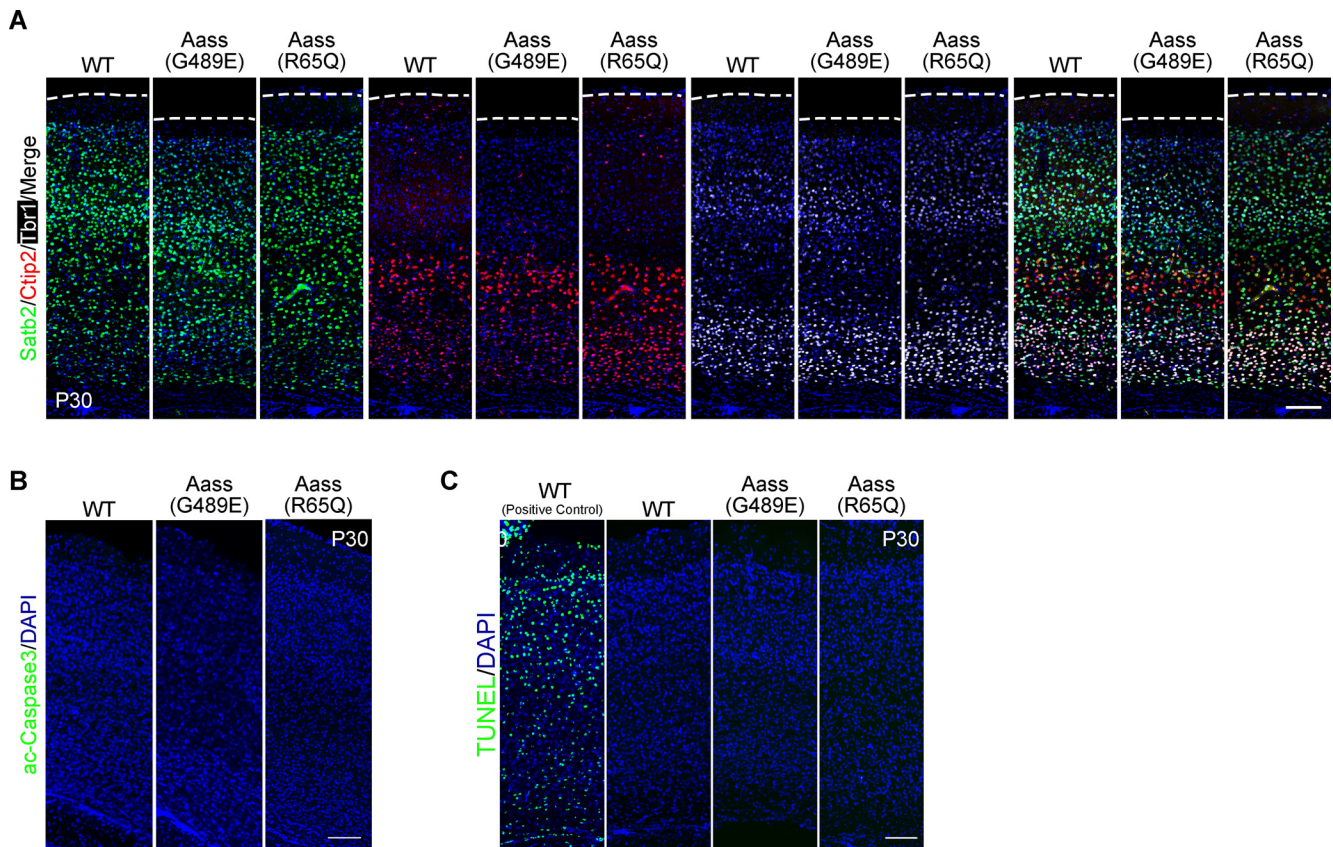 A
WT
Aass
(G489E)
Aass
(R65Q)
WT
Aass
(G489E)
Aass
(R65Q)
WT
Aass
(G489E)
Aass
(R65Q)
WT
Aass
(G489E)
Aass
(R65Q)
Satb2/Ctip2/Tbr1/Merge
P30
B
WT
Aass
(G489E)
Aass
(R65Q)
ac-Caspase3/DAPI
P30
C
WT
(Positive Control)
WT
Aass
(G489E)
Aass
(R65Q)
TUNEL/DAPI
0
P30